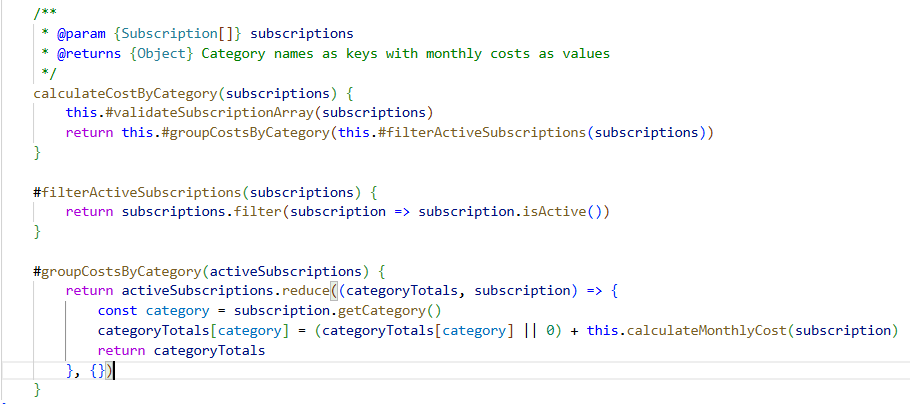 /**
 * @param {Subscription[]} subscriptions
 * @returns {Object} Category names as keys with monthly costs as values
 */
calculateCostByCategory(subscriptions) {
    this.#validateSubscriptionArray(subscriptions)
    return this.#groupCostsByCategory(this.#filterActiveSubscriptions(subscriptions))
}

#filterActiveSubscriptions(subscriptions) {
    return subscriptions.filter(subscription => subscription.isActive())
}

#groupCostsByCategory(activeSubscriptions) {
    return activeSubscriptions.reduce((categoryTotals, subscription) => {
        const category = subscription.getCategory()
        categoryTotals[category] = (categoryTotals[category] || 0) + this.calculateMonthlyCost(subscription)
        return categoryTotals
    }, {})
}